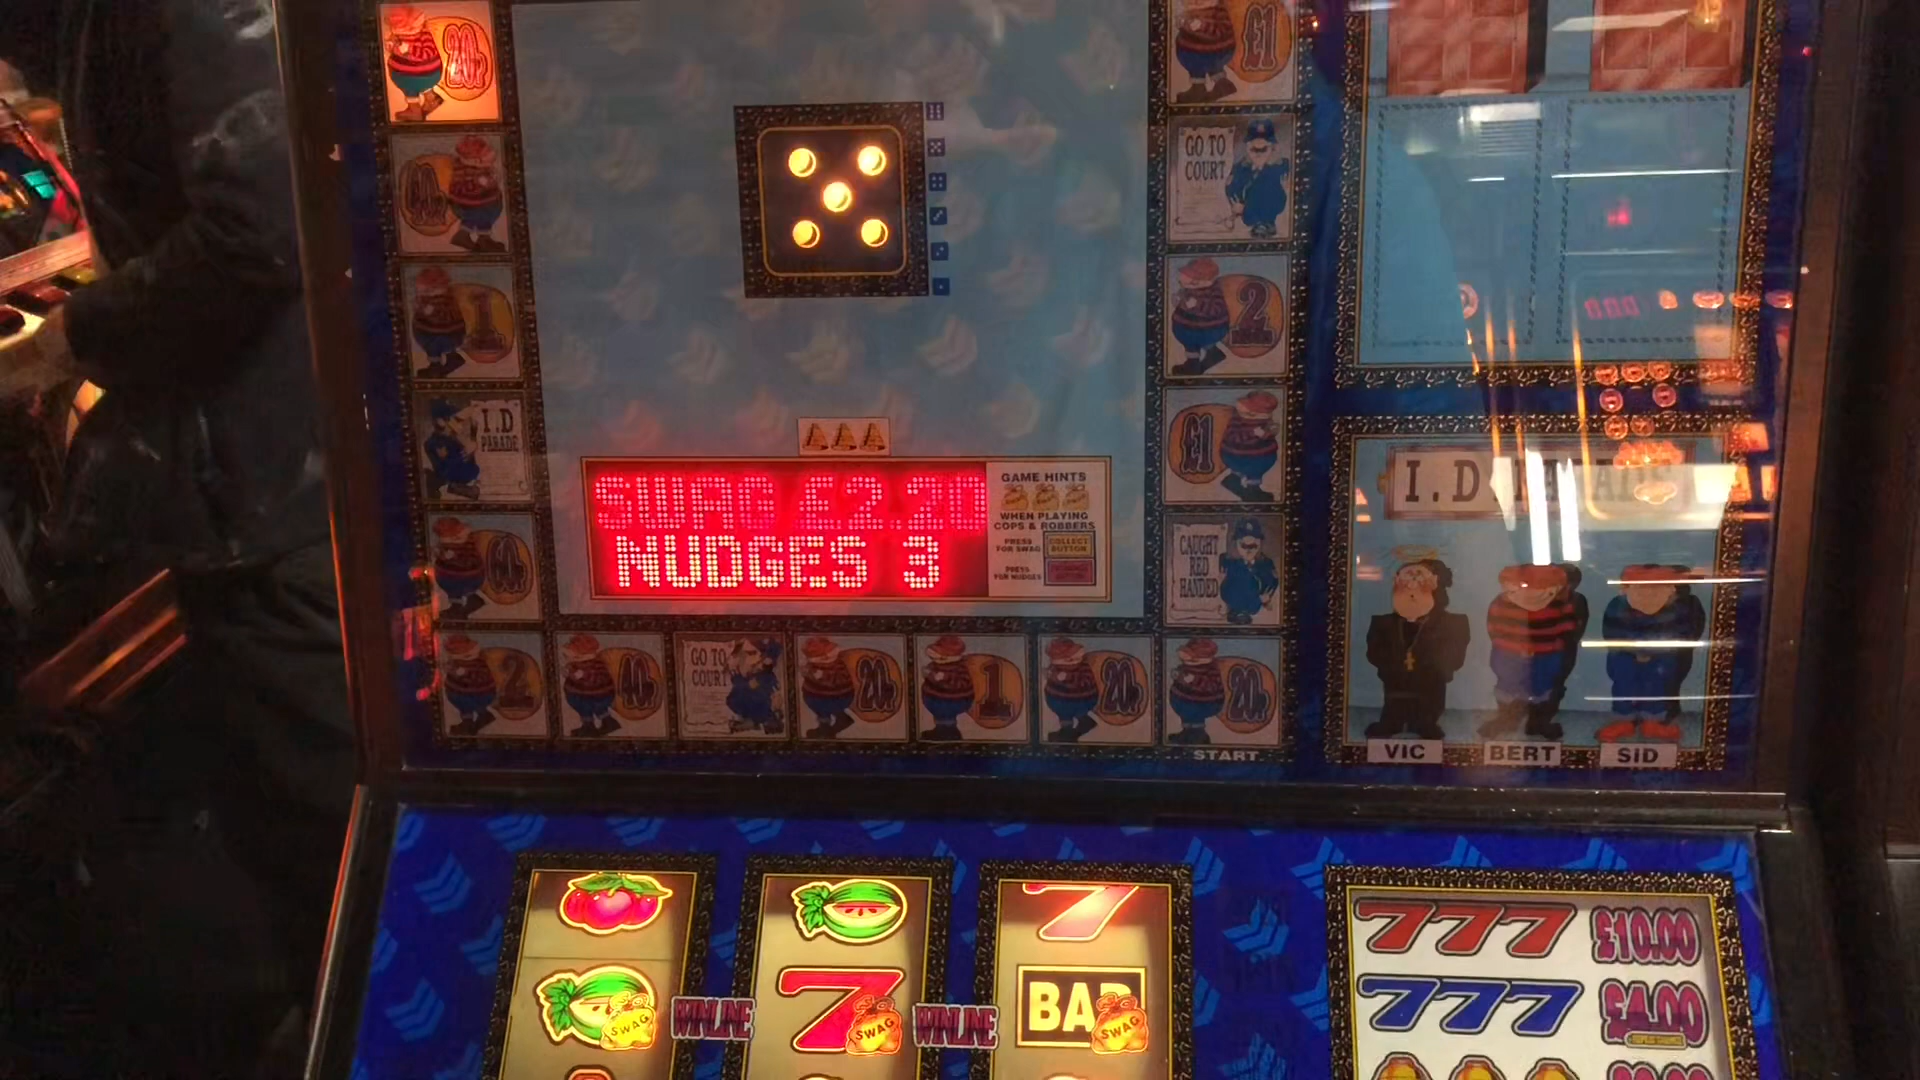 20p
£1
GO TO
COURT
1
2
I.D
PARADE
£1
SWAG £2.20
NUDGES 3
GAME HINTS
WHEN PLAYING
COPS & ROBBERS
PRESS
FOR SWAG
COLLECT
BUTTON
PRESS
FOR NUDGES
CAUGHT
RED
HANDED
60p
2
40p
GO TO
COURT
20p
1
20p
20p
START
I.D
VIC
BERT
SID
777 £10.00
7
BAR
SWAG
WINLINE
SWAG
WINLINE
SWAG
777 £4.00